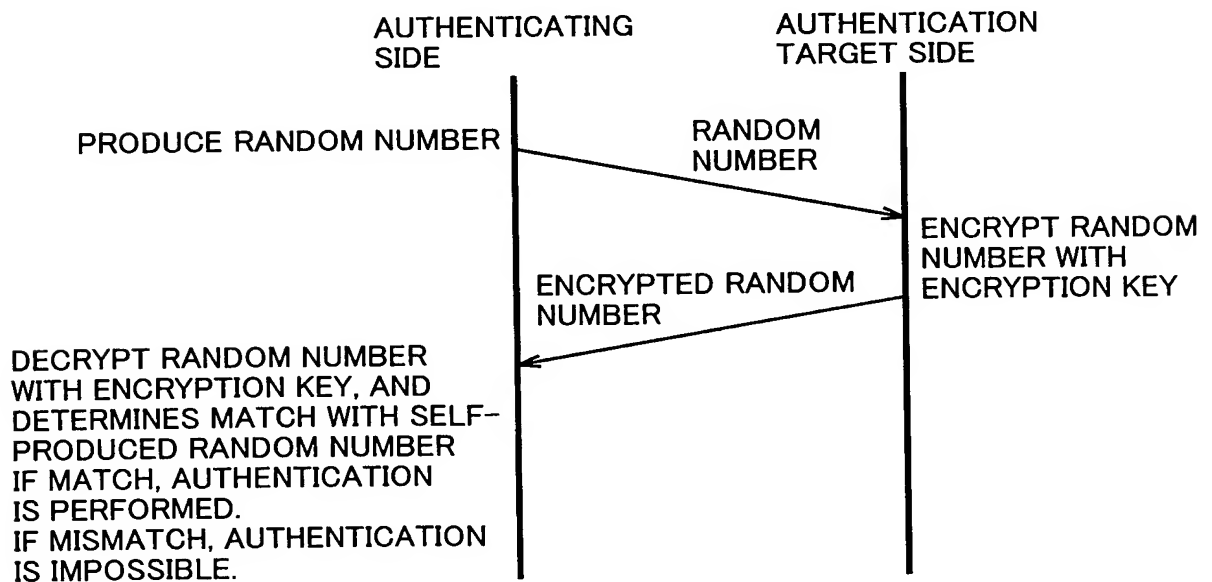 AUTHENTICATING
SIDE
AUTHENTICATION
TARGET SIDE
PRODUCE RANDOM NUMBER
RANDOM
NUMBER
ENCRYPT RANDOM
NUMBER WITH
ENCRYPTION KEY
ENCRYPTED RANDOM
NUMBER
DECRYPT RANDOM NUMBER
WITH ENCRYPTION KEY, AND
DETERMINES MATCH WITH SELF-
PRODUCED RANDOM NUMBER
IF MATCH, AUTHENTICATION
IS PERFORMED.
IF MISMATCH, AUTHENTICATION
IS IMPOSSIBLE.